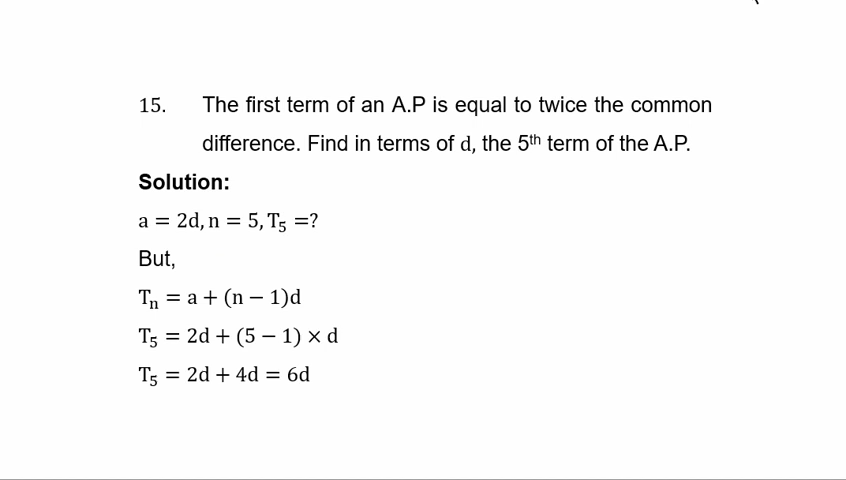 15. The first term of an A.P is equal to twice the common
difference. Find in terms of d, the 5th term of the A.P.
Solution:
a = 2d, n = 5, T₅ =?
But,
Tₙ = a + (n − 1)d
T₅ = 2d + (5 − 1) × d
T₅ = 2d + 4d = 6d